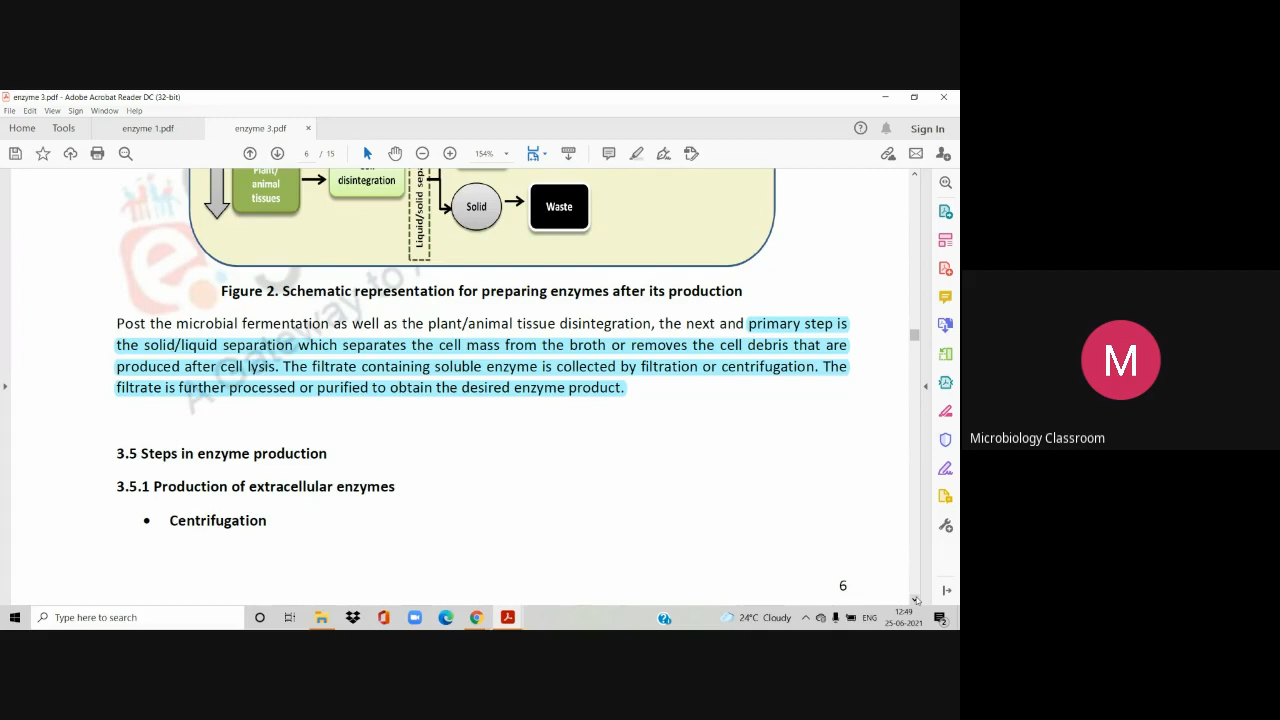 enzyme 3.pdf - Adobe Acrobat Reader DC (32-bit)
File Edit View Sign Window Help
Home Tools enzyme 1.pdf enzyme 3.pdf × Sign In
6 / 15 154%
Plant/
animal
tissues
disintegration
Liquid/solid sep
Solid
Waste
Figure 2. Schematic representation for preparing enzymes after its production
Post the microbial fermentation as well as the plant/animal tissue disintegration, the next and primary step is
the solid/liquid separation which separates the cell mass from the broth or removes the cell debris that are
produced after cell lysis. The filtrate containing soluble enzyme is collected by filtration or centrifugation. The
filtrate is further processed or purified to obtain the desired enzyme product.
A Gateway to
3.5 Steps in enzyme production
3.5.1 Production of extracellular enzymes
• Centrifugation
6
M
Microbiology Classroom
Type here to search
24°C Cloudy
ENG
12:49
25-06-2021
2